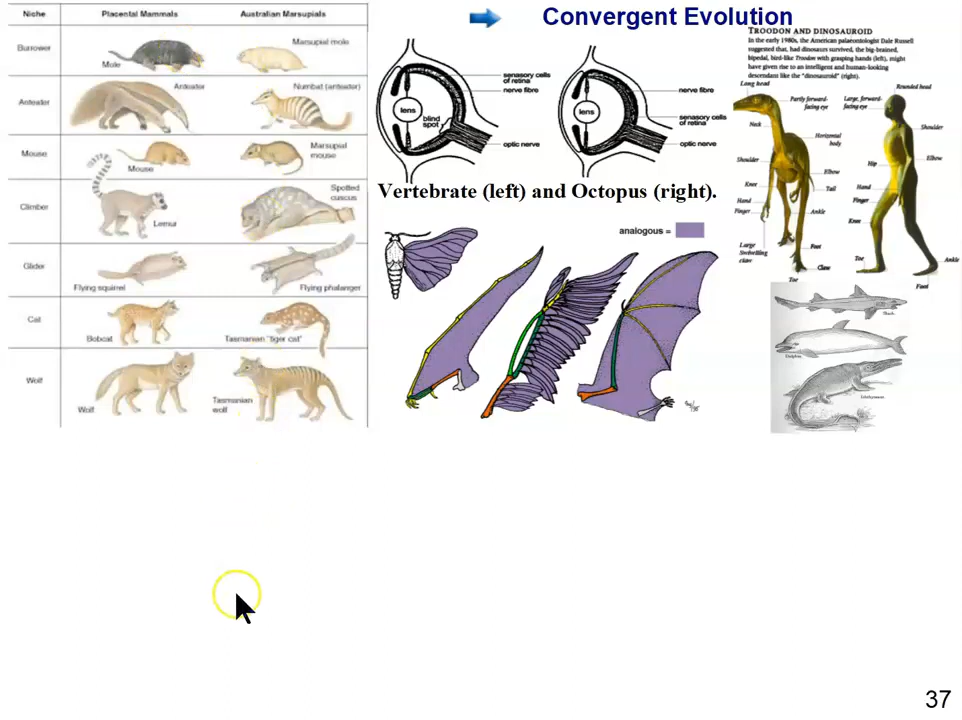 Convergent Evolution
Niche
Placental Mammals
Australian Marsupials
Burrower
Mole
Marsupial mole
Anteater
Anteater
Numbat (anteater)
Mouse
Mouse
Marsupial
mouse
Climber
Lemur
Spotted
cuscus
Glider
Flying squirrel
Flying phalanger
Cat
Bobcat
Tasmanian "tiger cat"
Wolf
Wolf
Tasmanian
wolf
senasory cells
of retina
nerve fibre
lens
blind
spot
optic nerve
lens
nerve fibre
senasory cells
of retina
optic nerve
Vertebrate (left) and Octopus (right).
analogous =
TROODON AND DINOSAUROID
In the early 1980s, the American palaeontologist Dale Russell
suggested that, had dinosaurs survived, the big-brained,
bipedal, bird-like Troodon with grasping hands (left), might
have given rise to an intelligent and human-looking
descendant like the "dinosauroid" (right).
Long head
Partly forward-
facing eye
Neck
Horizontal
body
Shoulder
Elbow
Knee
Tail
Hand
Finger
Ankle
Large
Foot
claw
Claw
Toe
Rounded head
Large, forward-
facing eye
Shoulder
Elbow
Hip
Hand
Finger
Knee
Toe
Ankle
Foot
Shark
Dolphin
37